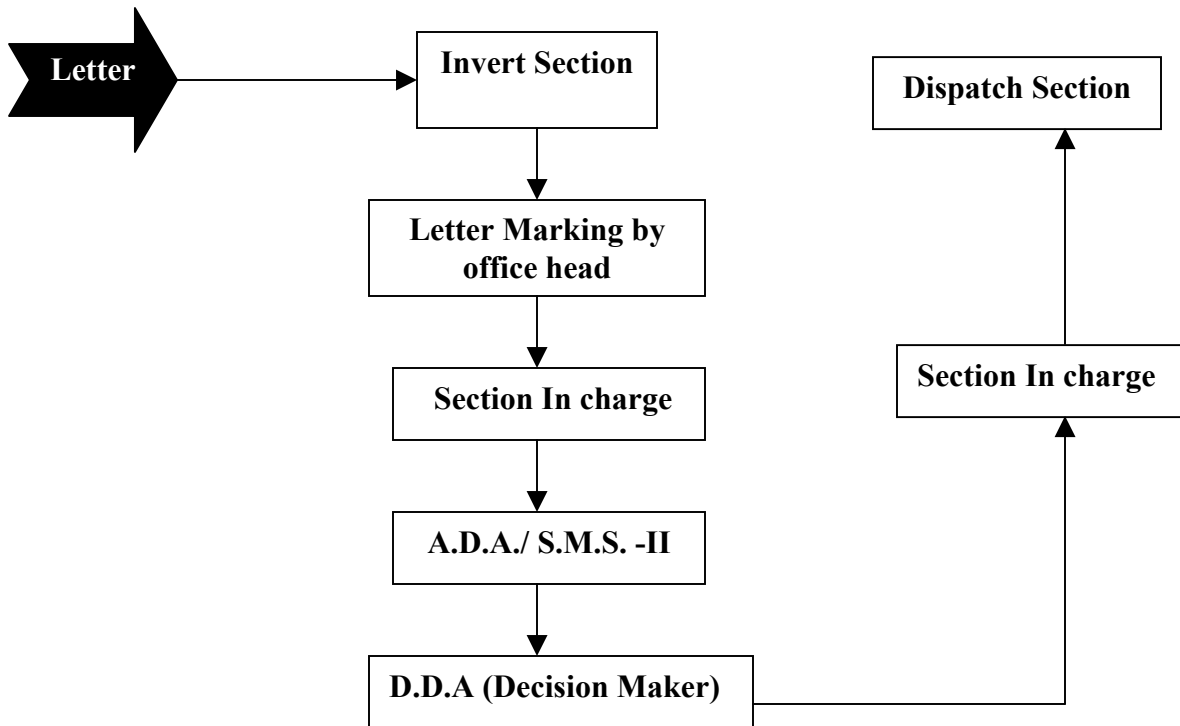 Letter
Invert Section
Letter Marking by
office head
Section In charge
A.D.A./ S.M.S. -II
D.D.A (Decision Maker)
Section In charge
Dispatch Section